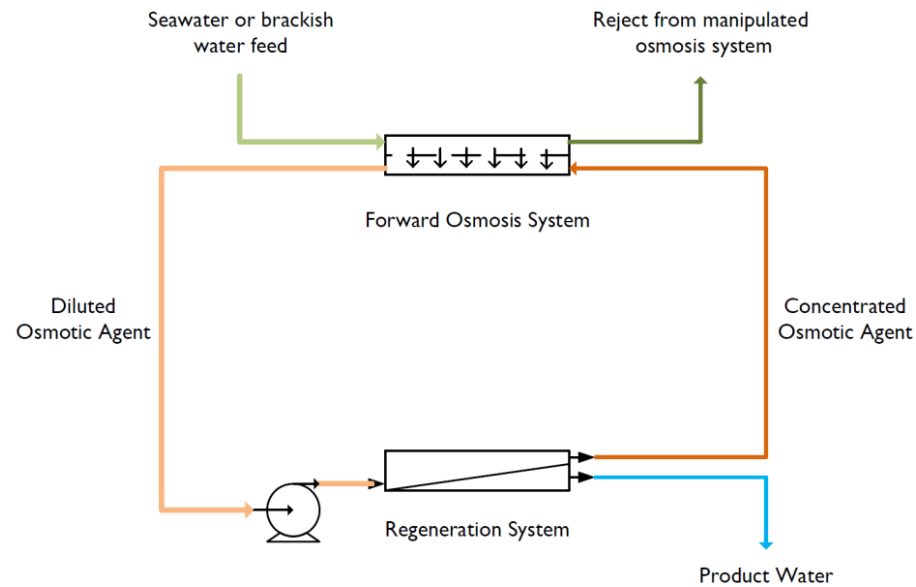 Seawater or brackish
water feed
Reject from manipulated
osmosis system
Forward Osmosis System
Diluted
Osmotic Agent
Concentrated
Osmotic Agent
Regeneration System
Product Water